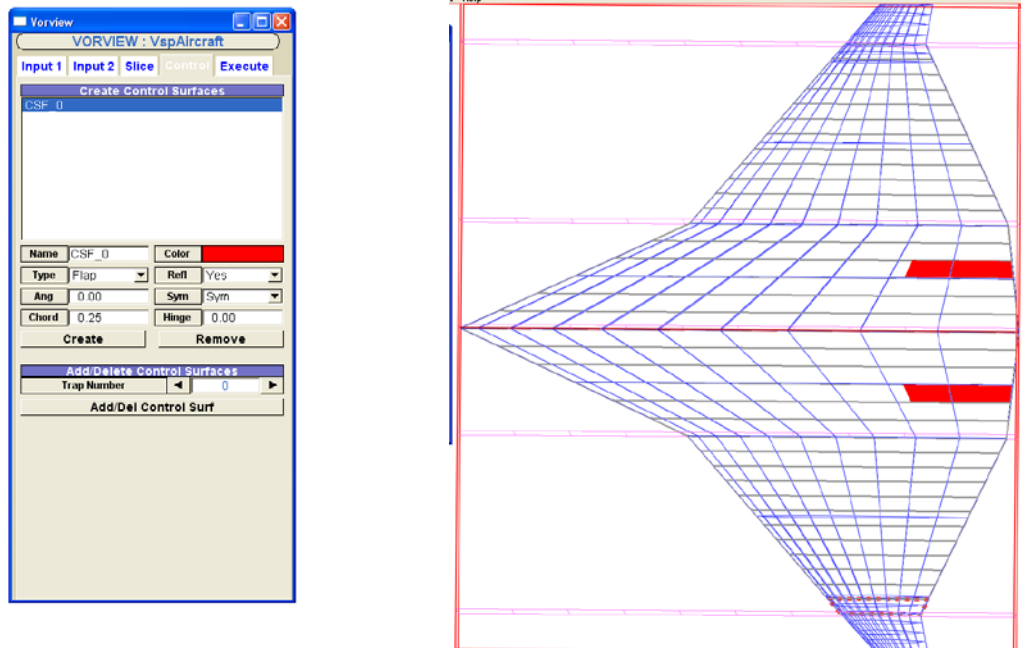 Vorview
VORVIEW : VspAircraft
Input 1 Input 2 Slice Control Execute
Create Control Surfaces
CSF_0
Name CSF_0 Color
Type Flap Refl Yes
Ang 0.00 Sym Sym
Chord 0.25 Hinge 0.00
Create Remove
Add/Delete Control Surfaces
Trap Number 0
Add/Del Control Surf